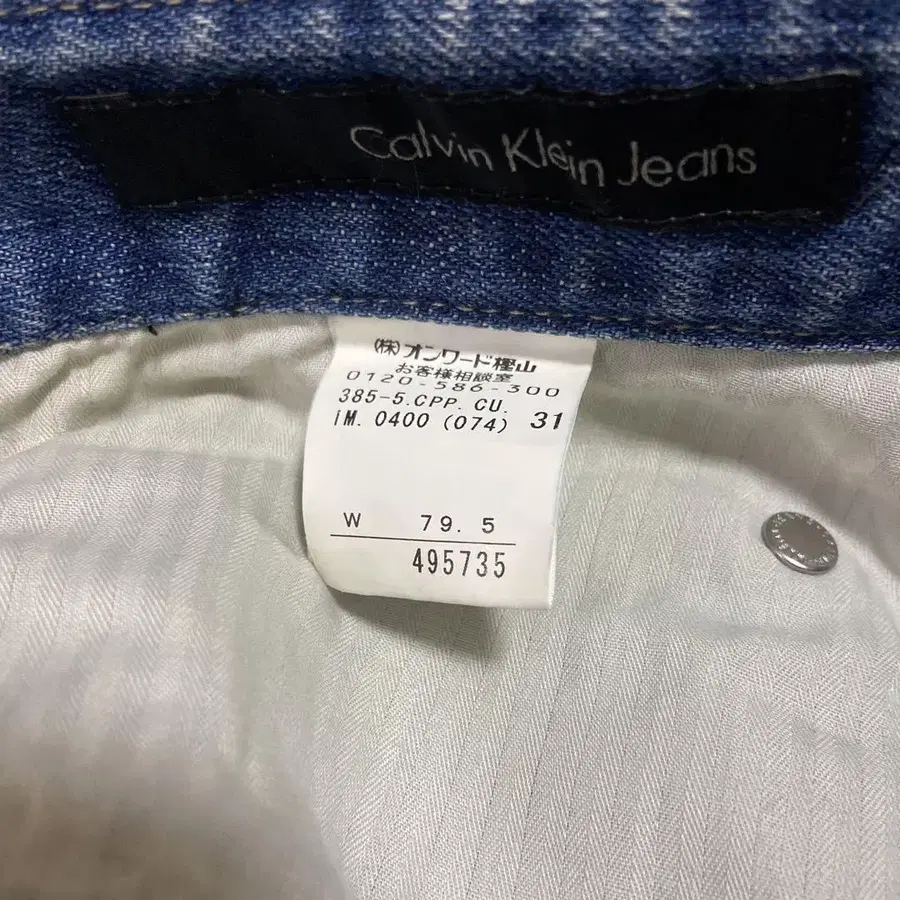 Calvin Klein Jeans
(株)オンワード樫山
お客様相談室
0120-586-300
385-5.CPP. CU.
IM. 0400 (074) 31
W 79.5
495735